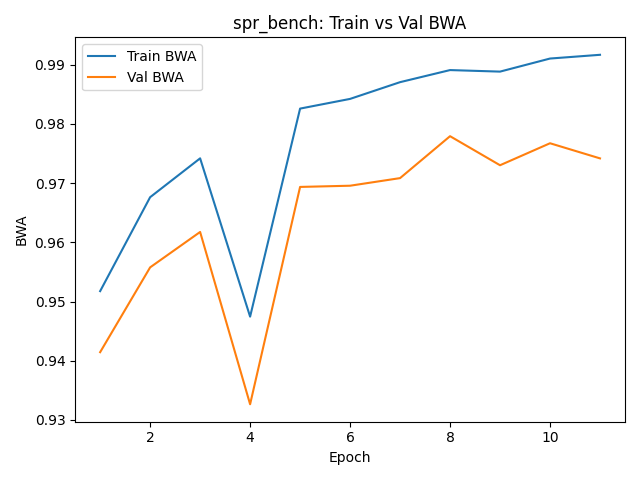 spr_bench: Train vs Val BWA
Train BWA
Val BWA
BWA
0.99
0.98
0.97
0.96
0.95
0.94
0.93
2 4 6 8 10
Epoch